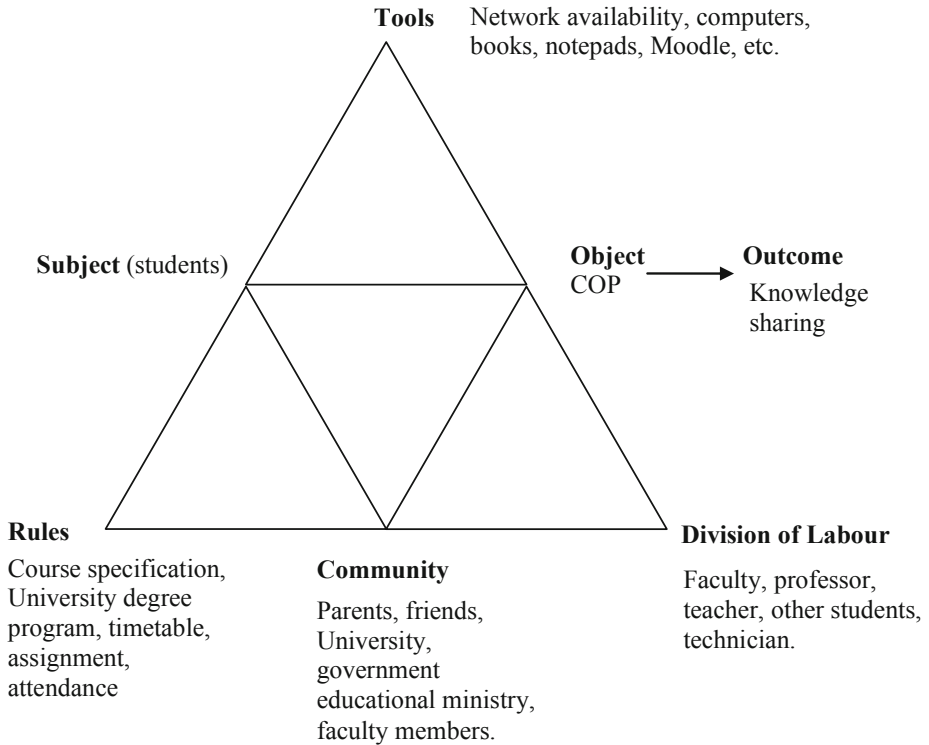 Tools
Network availability, computers,
books, notepads, Moodle, etc.
Subject (students)
Object
COP
Outcome
Knowledge
sharing
Rules
Course specification,
University degree
program, timetable,
assignment,
attendance
Community
Parents, friends,
University,
government
educational ministry,
faculty members.
Division of Labour
Faculty, professor,
teacher, other students,
technician.